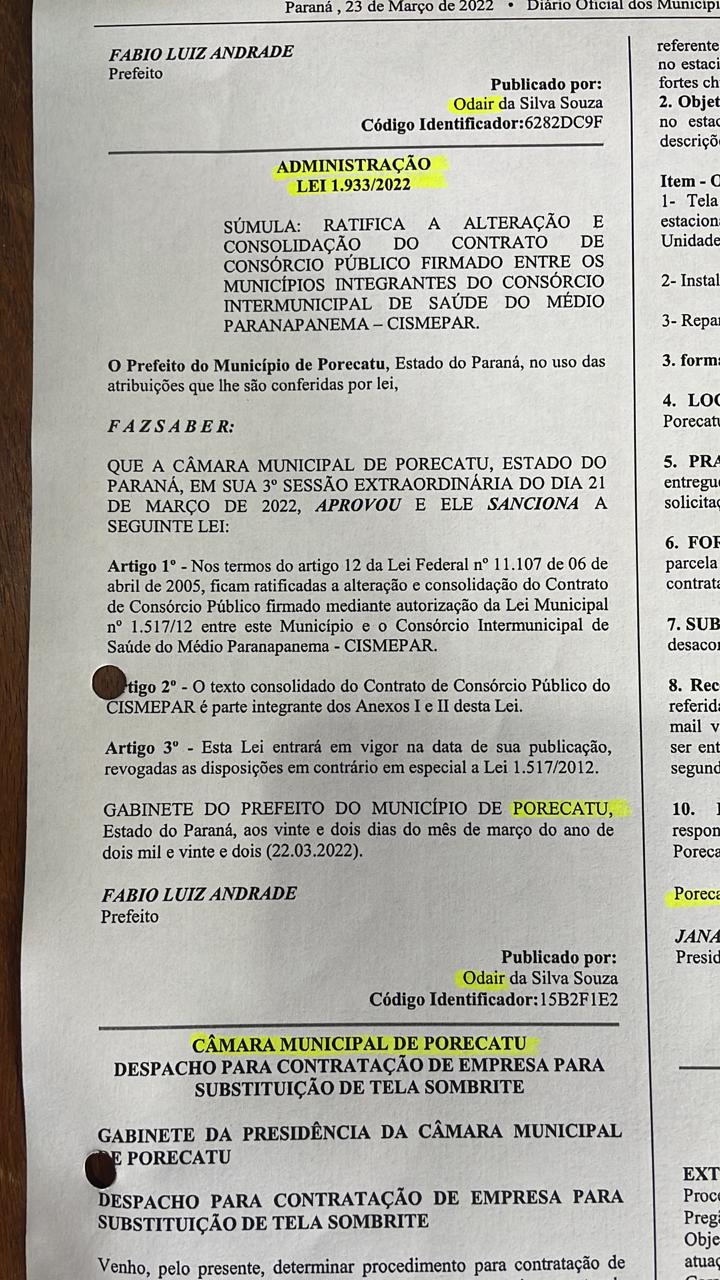 Paraná , 23 de Março de 2022 • Diário Oficial dos Municípi
FABIO LUIZ ANDRADE
Prefeito
Publicado por:
Odair da Silva Souza
Código Identificador:6282DC9F
ADMINISTRAÇÃO
LEI 1.933/2022
SÚMULA: RATIFICA A ALTERAÇÃO E
CONSOLIDAÇÃO DO CONTRATO DE
CONSÓRCIO PÚBLICO FIRMADO ENTRE OS
MUNICÍPIOS INTEGRANTES DO CONSÓRCIO
INTERMUNICIPAL DE SAÚDE DO MÉDIO
PARANAPANEMA – CISMEPAR.
O Prefeito do Município de Porecatu, Estado do Paraná, no uso das
atribuições que lhe são conferidas por lei,
F A Z S A B E R:
QUE A CÂMARA MUNICIPAL DE PORECATU, ESTADO DO
PARANÁ, EM SUA 3º SESSÃO EXTRAORDINÁRIA DO DIA 21
DE MARÇO DE 2022, APROVOU E ELE SANCIONA A
SEGUINTE LEI:
Artigo 1º - Nos termos do artigo 12 da Lei Federal nº 11.107 de 06 de
abril de 2005, ficam ratificadas a alteração e consolidação do Contrato
de Consórcio Público firmado mediante autorização da Lei Municipal
nº 1.517/12 entre este Município e o Consórcio Intermunicipal de
Saúde do Médio Paranapanema - CISMEPAR.
tigo 2º - O texto consolidado do Contrato de Consórcio Público do
CISMEPAR é parte integrante dos Anexos I e II desta Lei.
Artigo 3º - Esta Lei entrará em vigor na data de sua publicação,
revogadas as disposições em contrário em especial a Lei 1.517/2012.
GABINETE DO PREFEITO DO MUNICÍPIO DE PORECATU,
Estado do Paraná, aos vinte e dois dias do mês de março do ano de
dois mil e vinte e dois (22.03.2022).
FABIO LUIZ ANDRADE
Prefeito
Publicado por:
Odair da Silva Souza
Código Identificador:15B2F1E2
CÂMARA MUNICIPAL DE PORECATU
DESPACHO PARA CONTRATAÇÃO DE EMPRESA PARA
SUBSTITUIÇÃO DE TELA SOMBRITE
GABINETE DA PRESIDÊNCIA DA CÂMARA MUNICIPAL
E PORECATU
DESPACHO PARA CONTRATAÇÃO DE EMPRESA PARA
SUBSTITUIÇÃO DE TELA SOMBRITE
Venho, pelo presente, determinar procedimento para contratação de
referente
no estaci
fortes ch
2. Objet
no estac
descriçõ
Item - O
1- Tela
estacion
Unidade
2- Instal
3- Repar
3. forma
4. LOC
Porecatu
5. PRA
entregue
solicitaç
6. FOR
parcela
contrata
7. SUB
desacor
8. Rec
referida
mail v
ser ent
segund
10.
respon
Poreca
Poreca
JANA
Presid
EXT
Proce
Pregã
Obje
atuaç